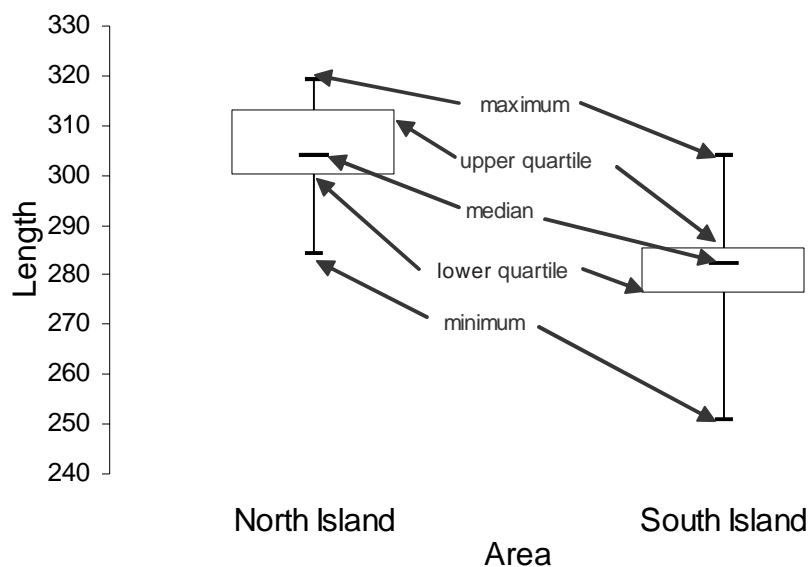 330
320
310
300
290
280
270
260
250
240
Length
maximum
upper quartile
median
lower quartile
minimum
North Island
South Island
Area